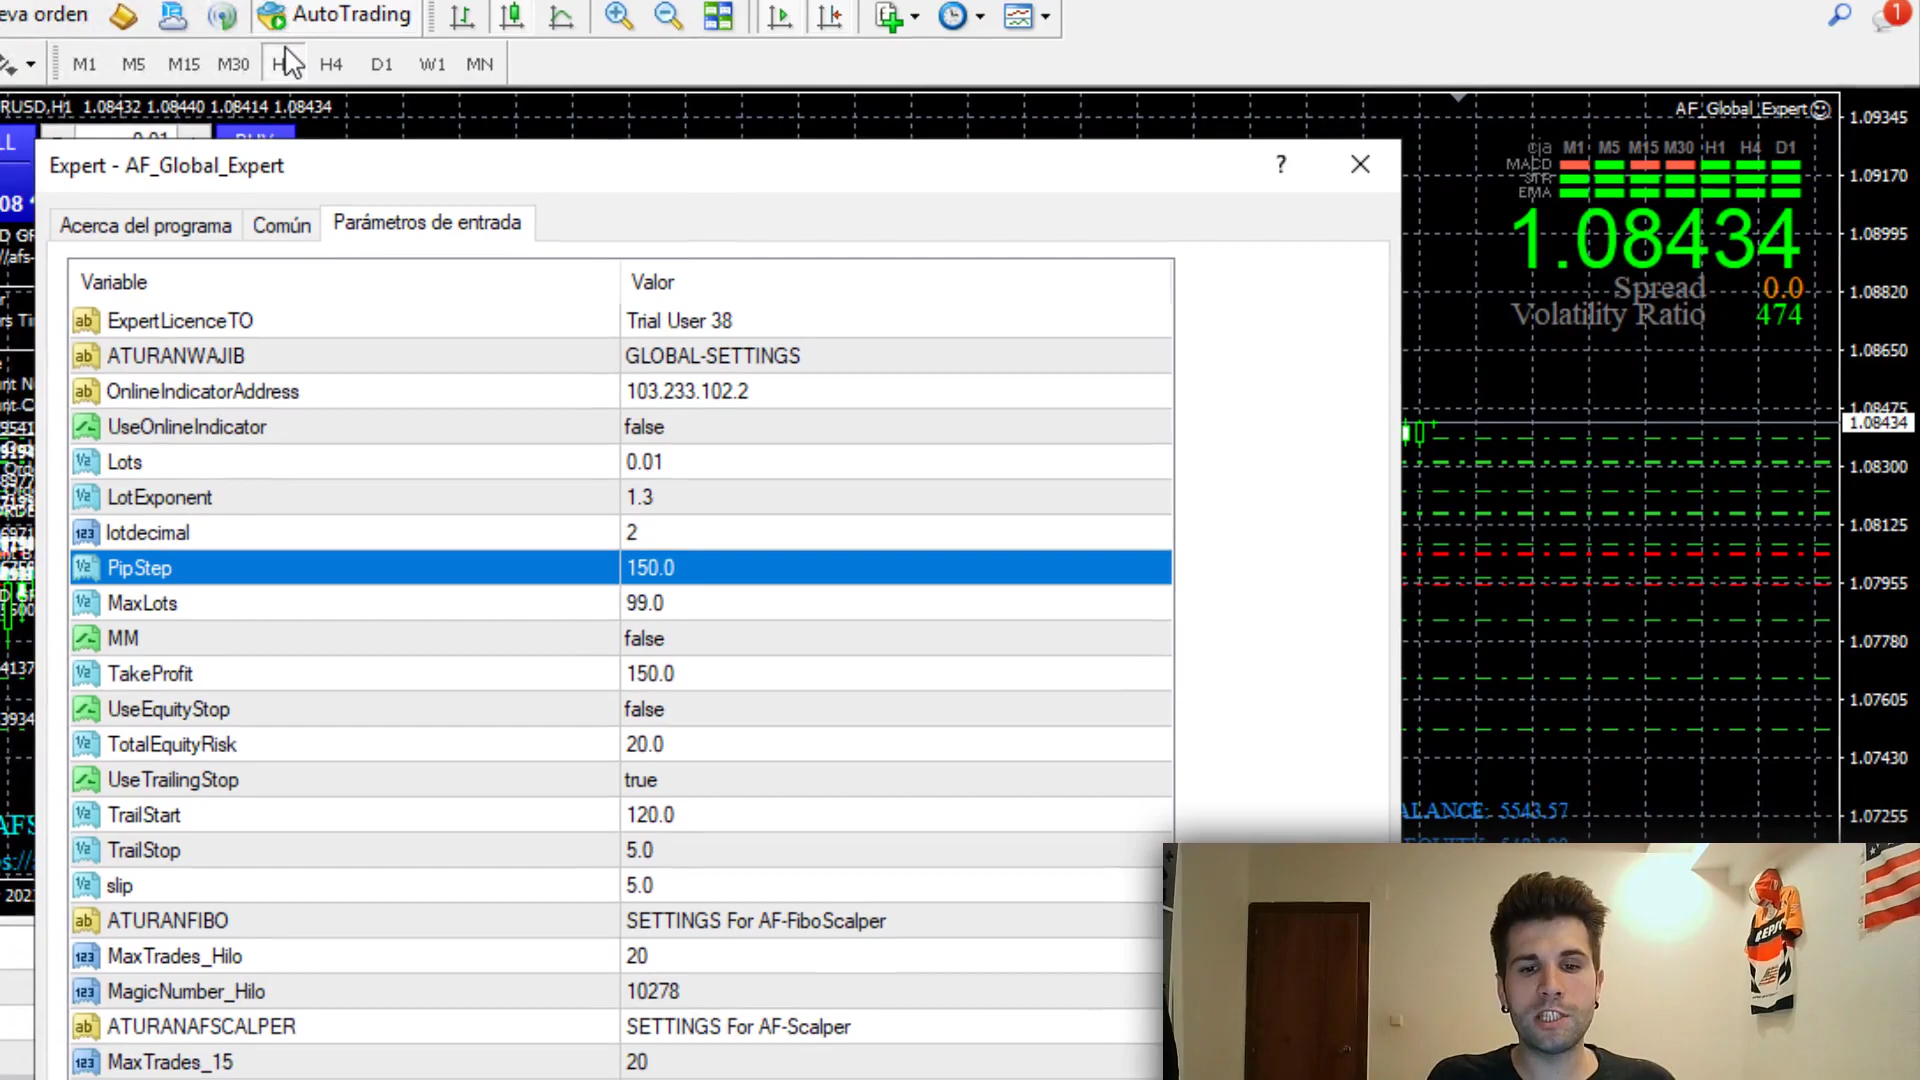 eva orden AutoTrading 1
M1 M5 M15 M30 H H4 D1 W1 MN
RUSD,H1 1.08432 1.08440 1.08414 1.08434
AF_Global_Expert
1.09345
Expert - AF_Global_Expert ? 
M1 M5 M15 M30 H1 H4 D1
MACD
STR
EMA
1.09170
1.08434
1.08995
Spread 0.0
1.08820
Volatility Ratio 474
1.08650
1.08475
1.08434
1.08300
1.08125
1.07955
1.07780
1.07605
1.07430
1.07255
Acerca del programa Común Parámetros de entrada
Variable Valor
ExpertLicenceTO Trial User 38
ATURANWAJIB GLOBAL-SETTINGS
OnlineIndicatorAddress 103.233.102.2
UseOnlineIndicator false
Lots 0.01
LotExponent 1.3
lotdecimal 2
PipStep 150.0
MaxLots 99.0
MM false
TakeProfit 150.0
UseEquityStop false
TotalEquityRisk 20.0
UseTrailingStop true
TrailStart 120.0
TrailStop 5.0
slip 5.0
ATURANFIBO SETTINGS For AF-FiboScalper
MaxTrades_Hilo 20
MagicNumber_Hilo 10278
ATURANAFSCALPER SETTINGS For AF-Scalper
MaxTrades_15 20
ALANCE: 5543.57
REPSOL